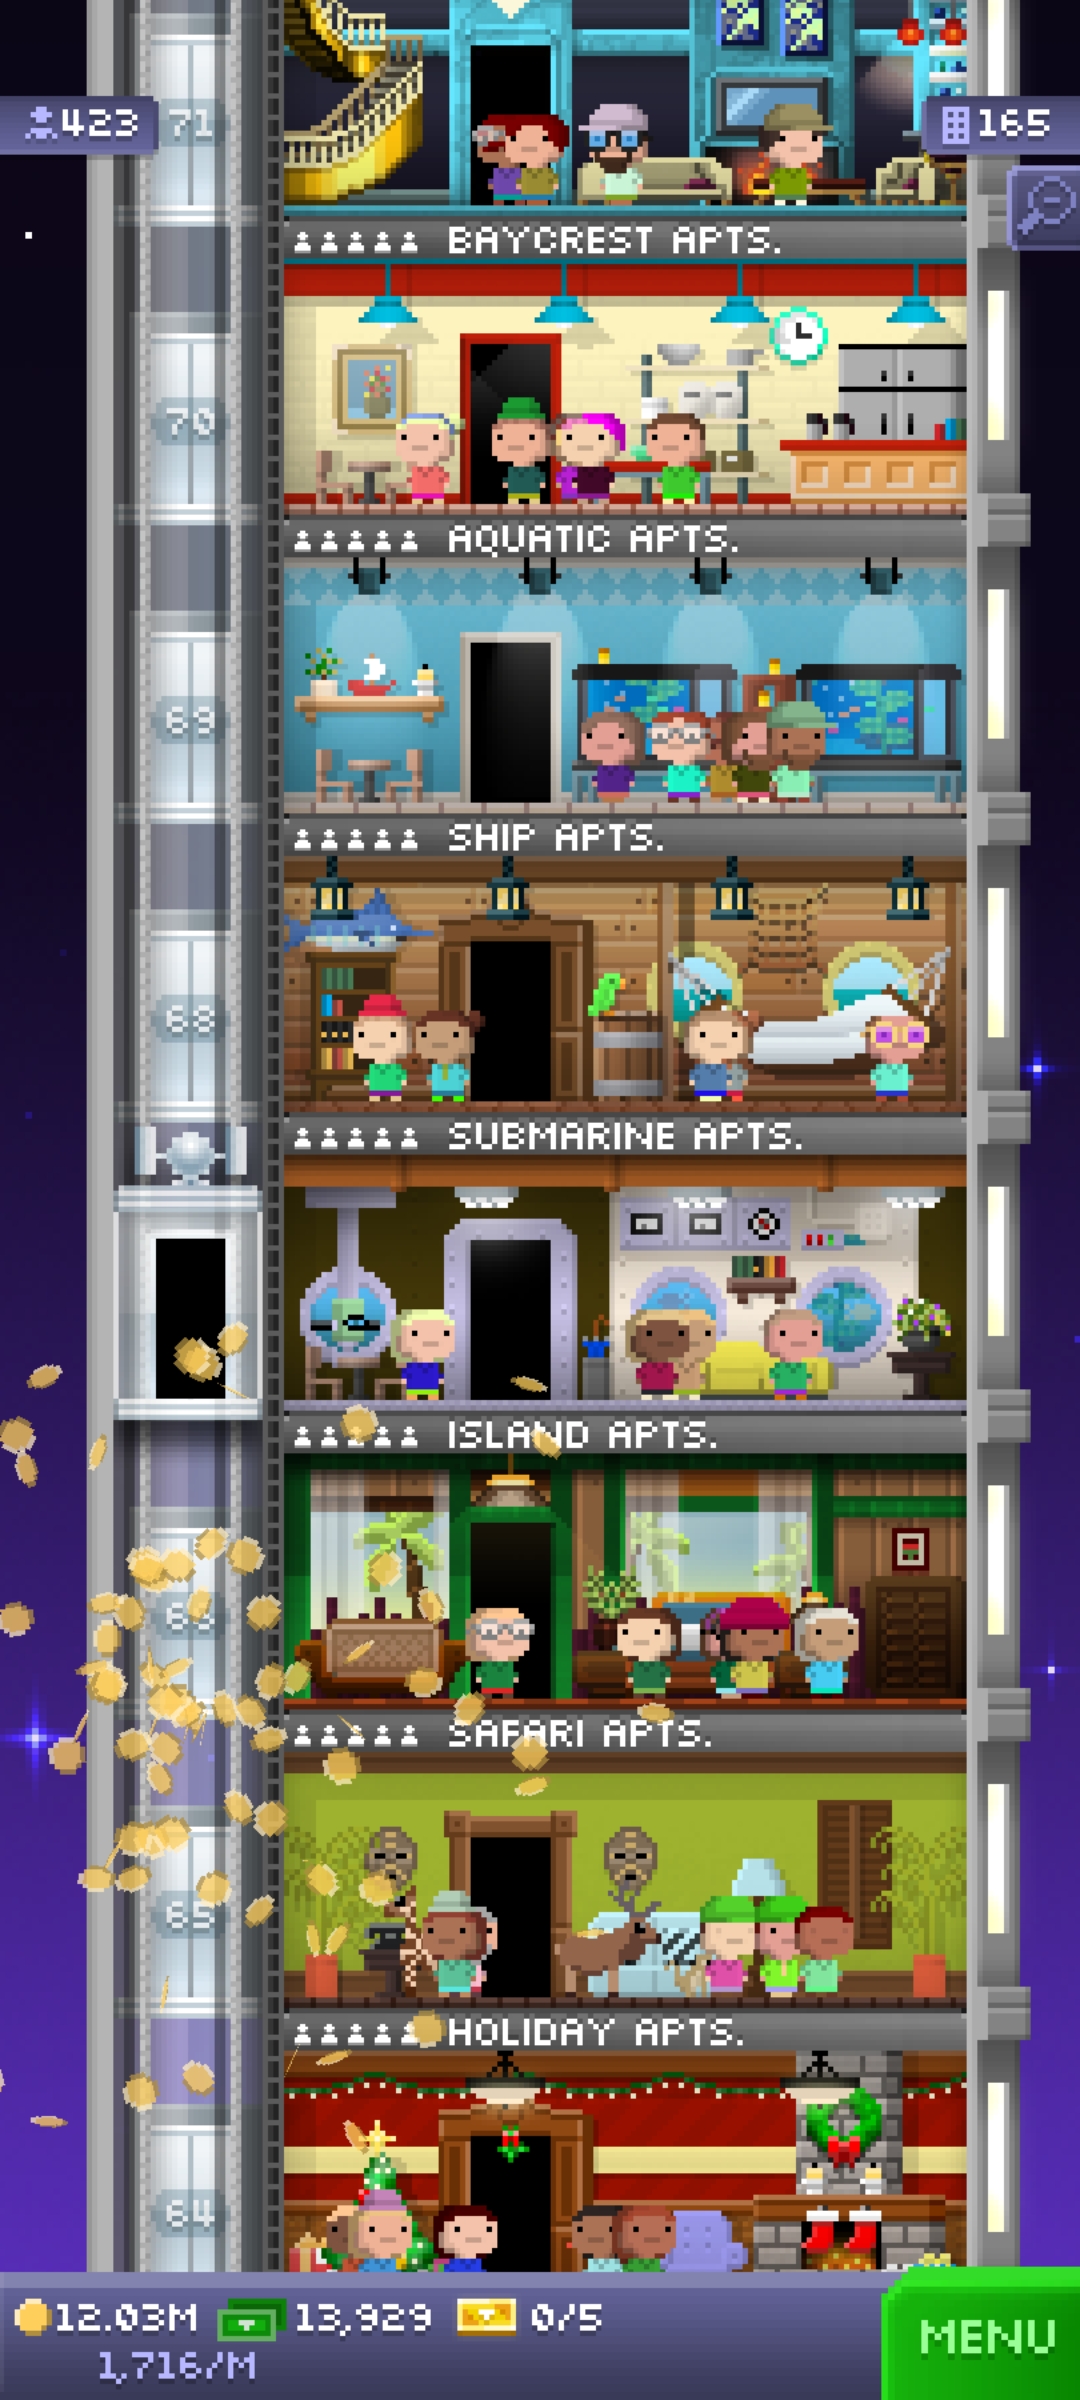 423
71
165
BAYCREST APTS.
70
AQUATIC APTS.
69
SHIP APTS.
68
SUBMARINE APTS.
ISLAND APTS.
SAFARI APTS.
65
HOLIDAY APTS.
64
12.03M 13,929 0/5
1,716/M
MENU